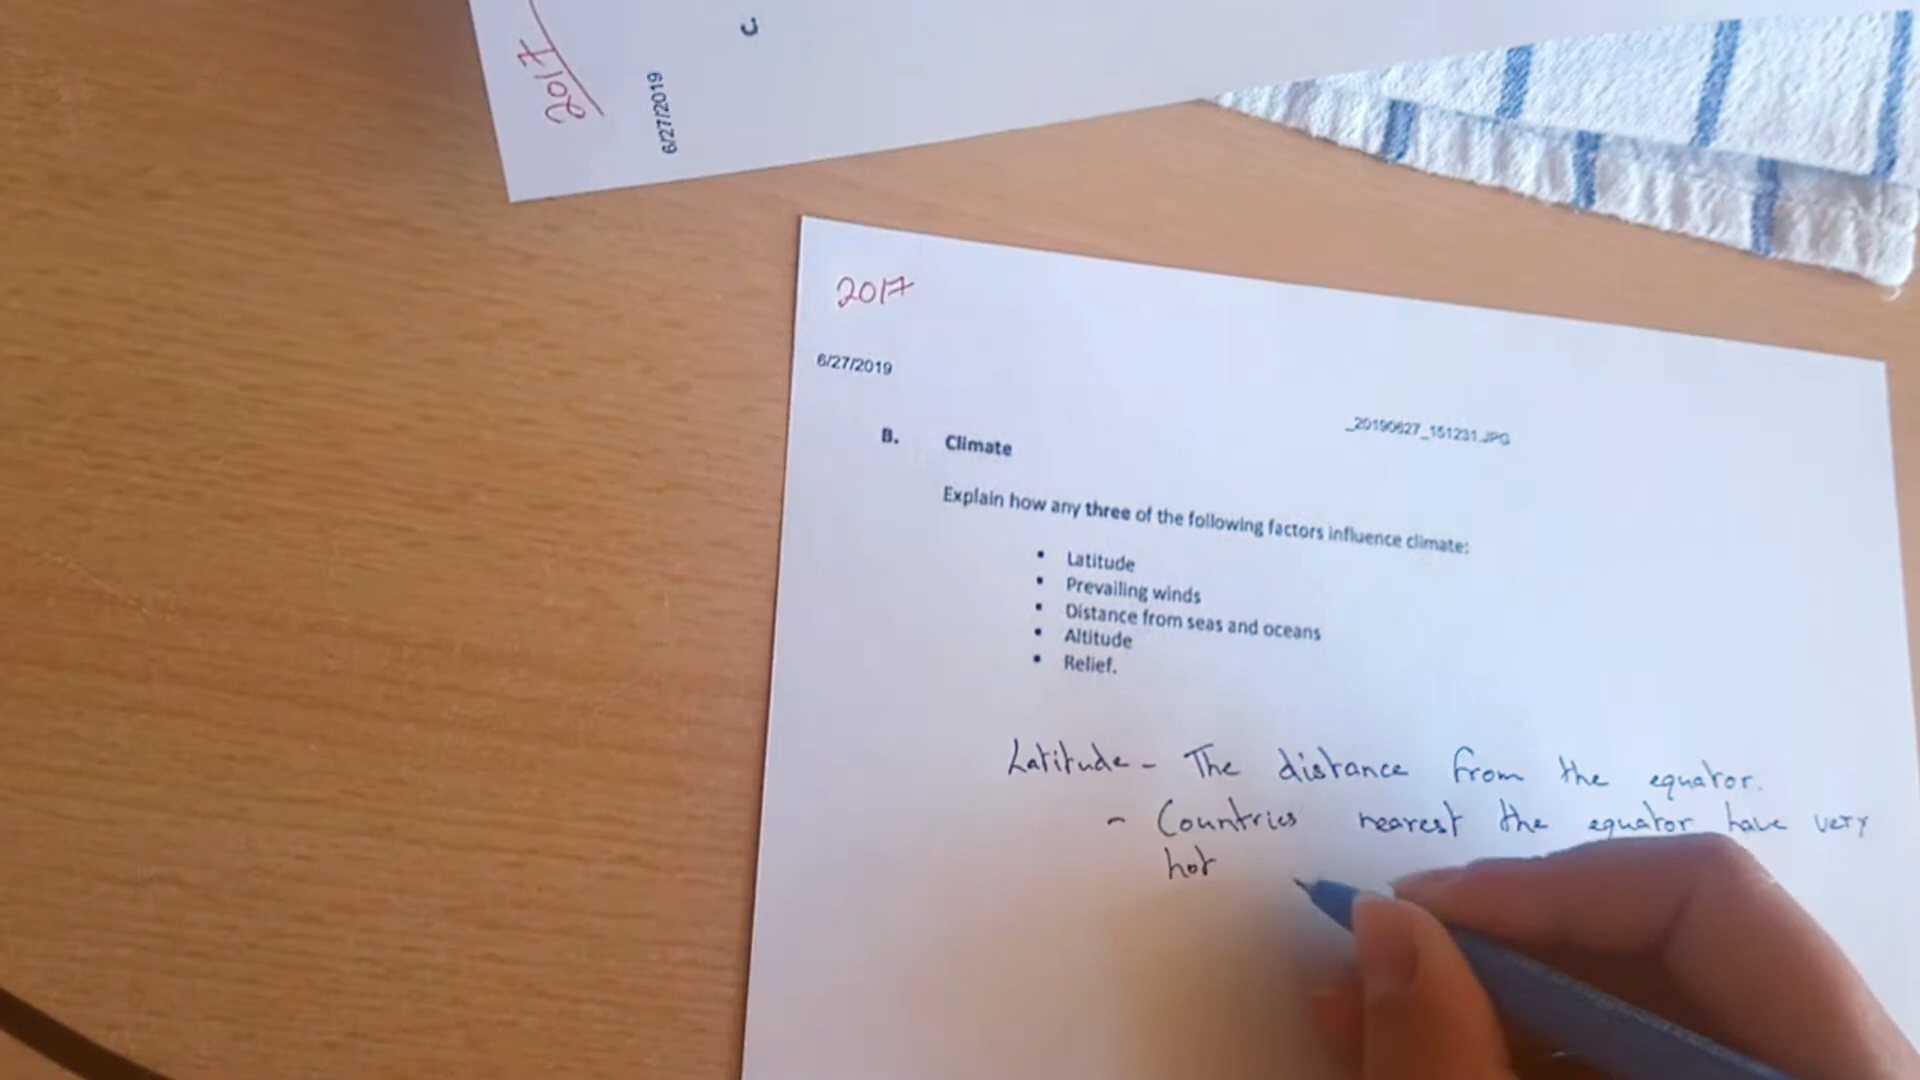 2017
6/27/2019
C.
2017
6/27/2019
_20190627_151231.JPG
B. Climate
Explain how any three of the following factors influence climate:
• Latitude
• Prevailing winds
• Distance from seas and oceans
• Altitude
• Relief.
Latitude - The distance from the equator.
- Countries nearest the equator have very
hot